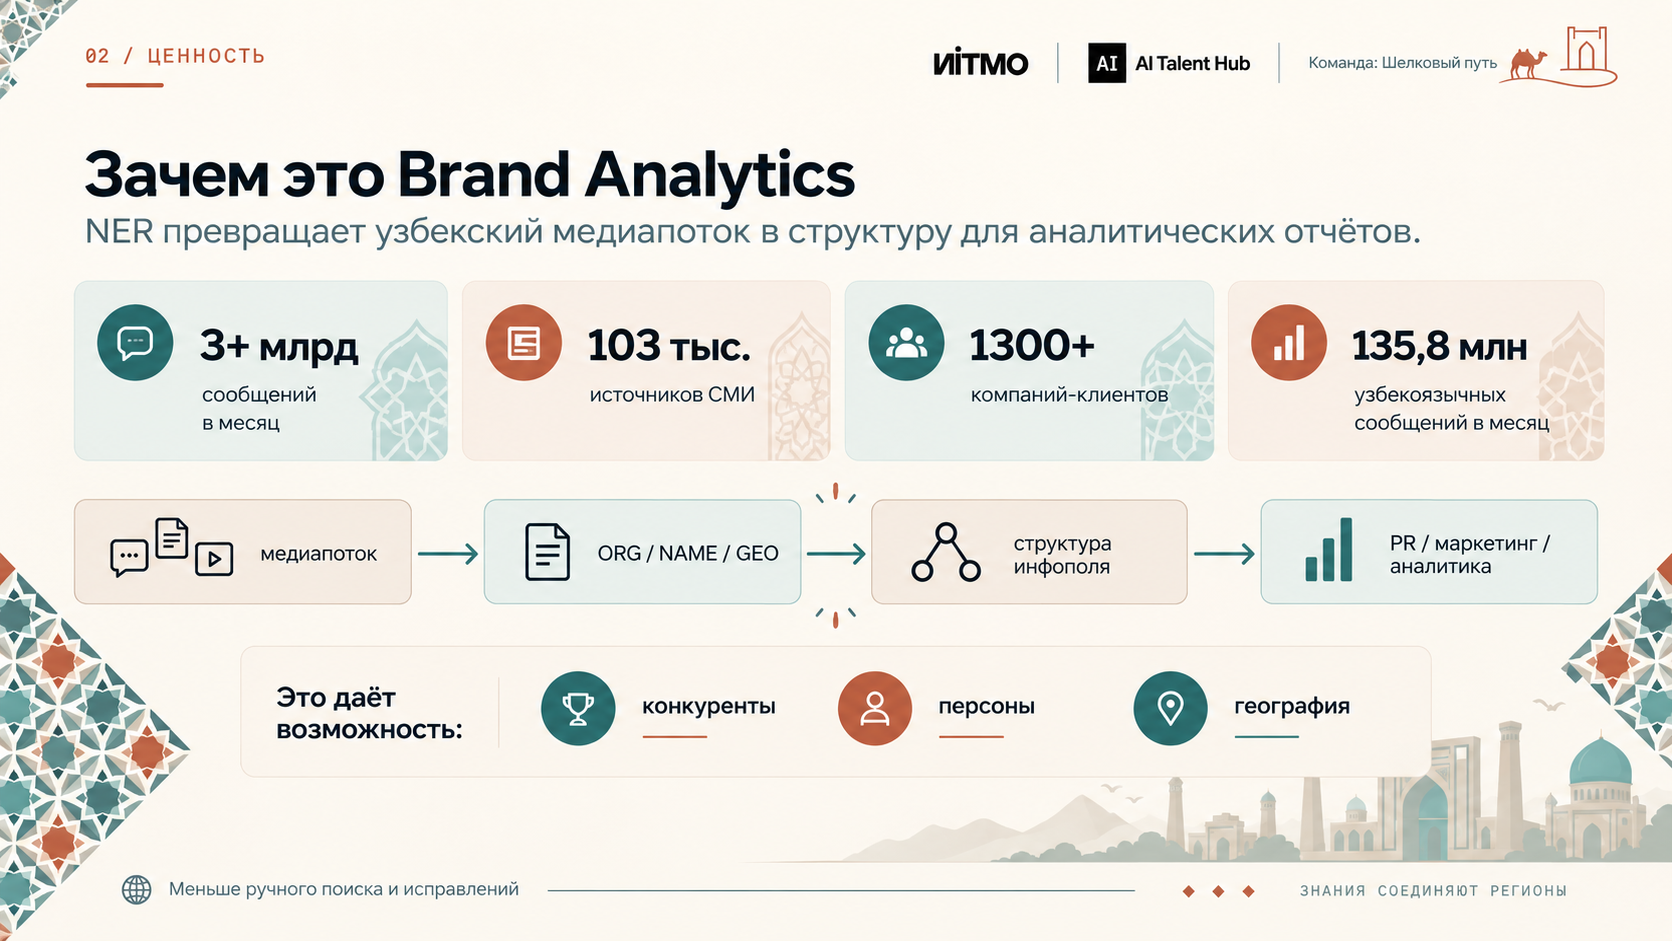 02 / ЦЕННОСТЬ
ИТМО
AI AI Talent Hub
Команда: Шелковый путь
Зачем это Brand Analytics
NER превращает узбекский медиапоток в структуру для аналитических отчётов.
3+ млрд
сообщений
в месяц
103 тыс.
источников СМИ
1300+
компаний-клиентов
135,8 млн
узбекоязычных
сообщений в месяц
медиапоток
ORG / NAME / GEO
структура
инфополя
PR / маркетинг /
аналитика
Это даёт
возможность:
конкуренты
персоны
география
Меньше ручного поиска и исправлений
ЗНАНИЯ СОЕДИНЯЮТ РЕГИОНЫ